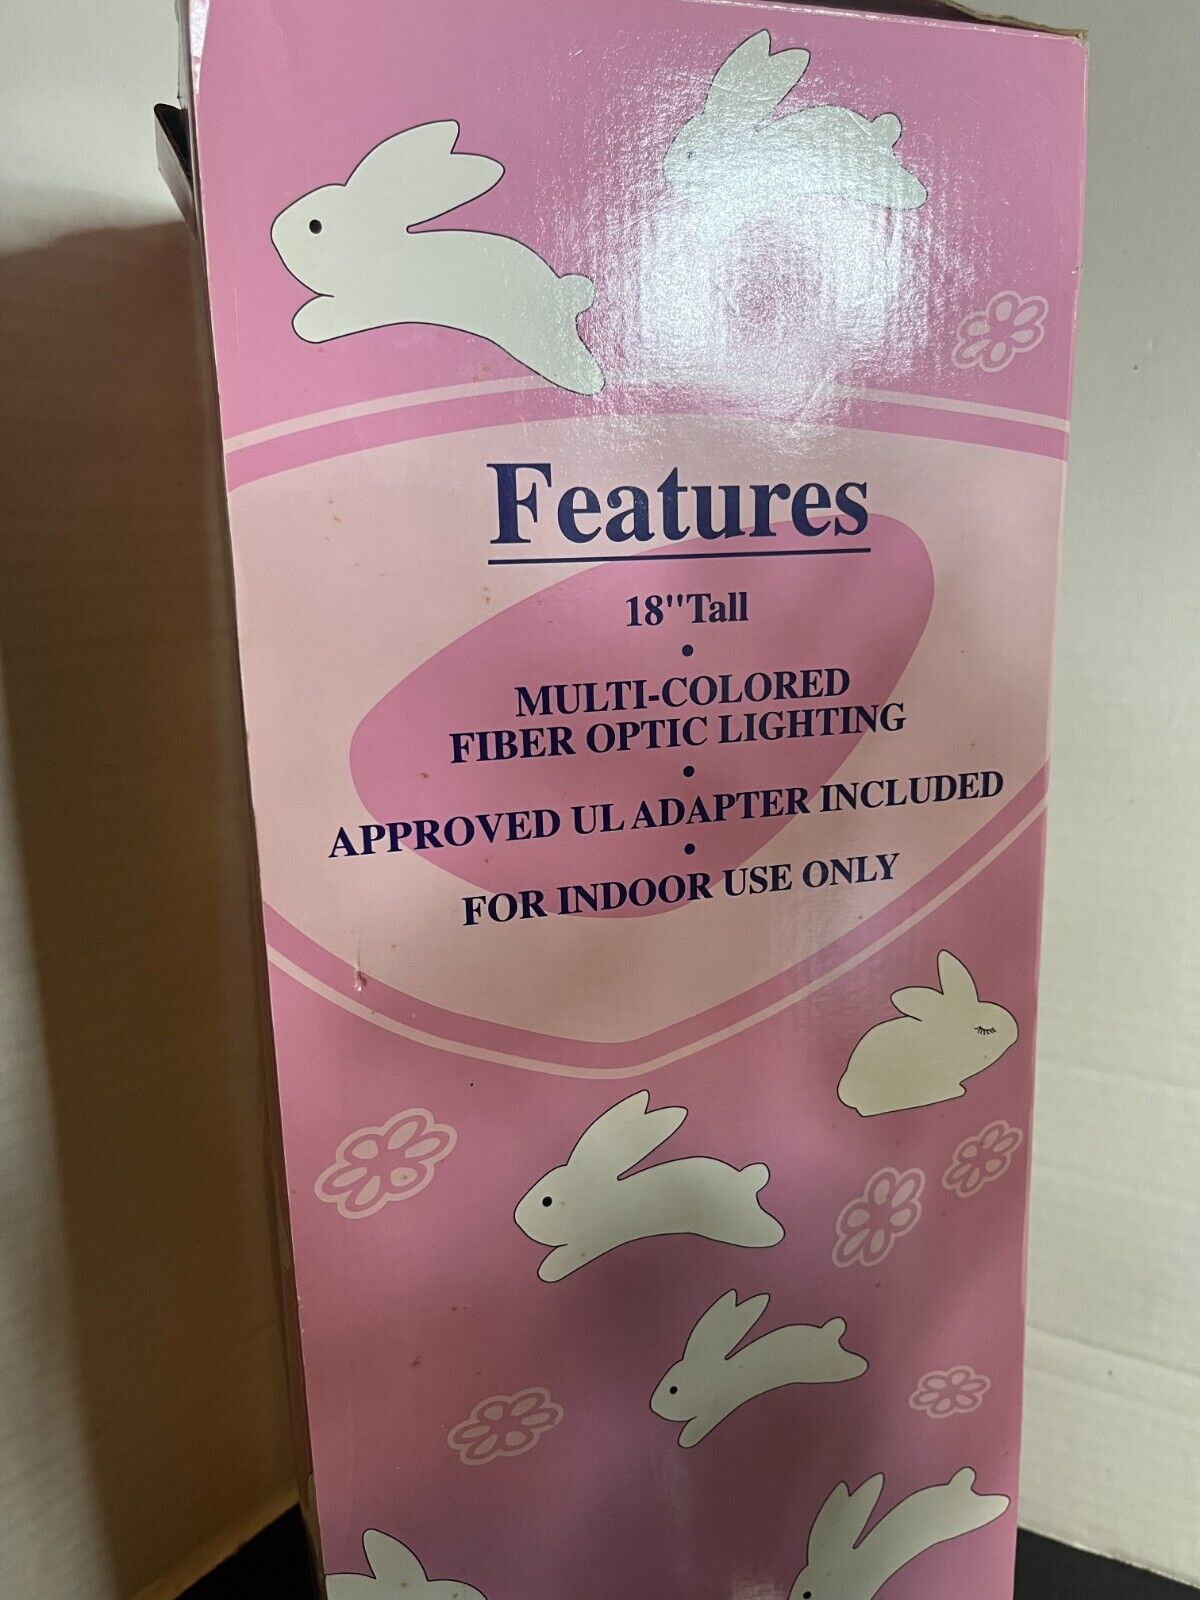 Features
18"Tall
•
MULTI-COLORED
FIBER OPTIC LIGHTING
•
APPROVED UL ADAPTER INCLUDED
•
FOR INDOOR USE ONLY